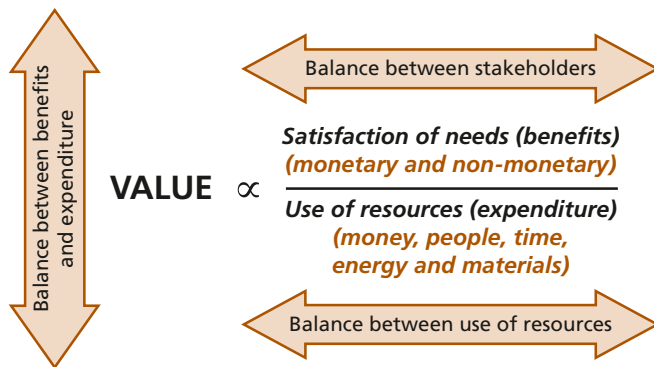 Balance between benefits
and expenditure
Balance between stakeholders
VALUE ∝
Satisfaction of needs (benefits)
(monetary and non-monetary)
Use of resources (expenditure)
(money, people, time,
energy and materials)
Balance between use of resources